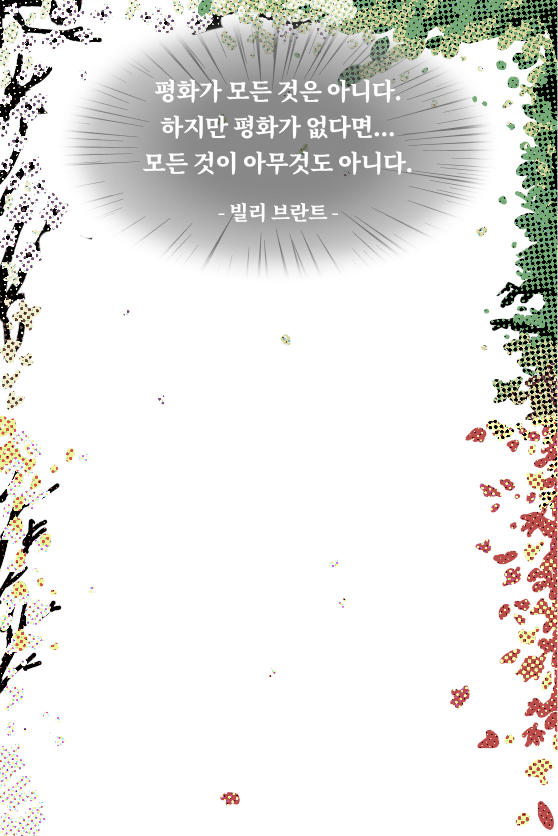 평화가 모든 것은 아니다.
하지만 평화가 없다면...
모든 것이 아무것도 아니다.
- 빌리 브란트 -